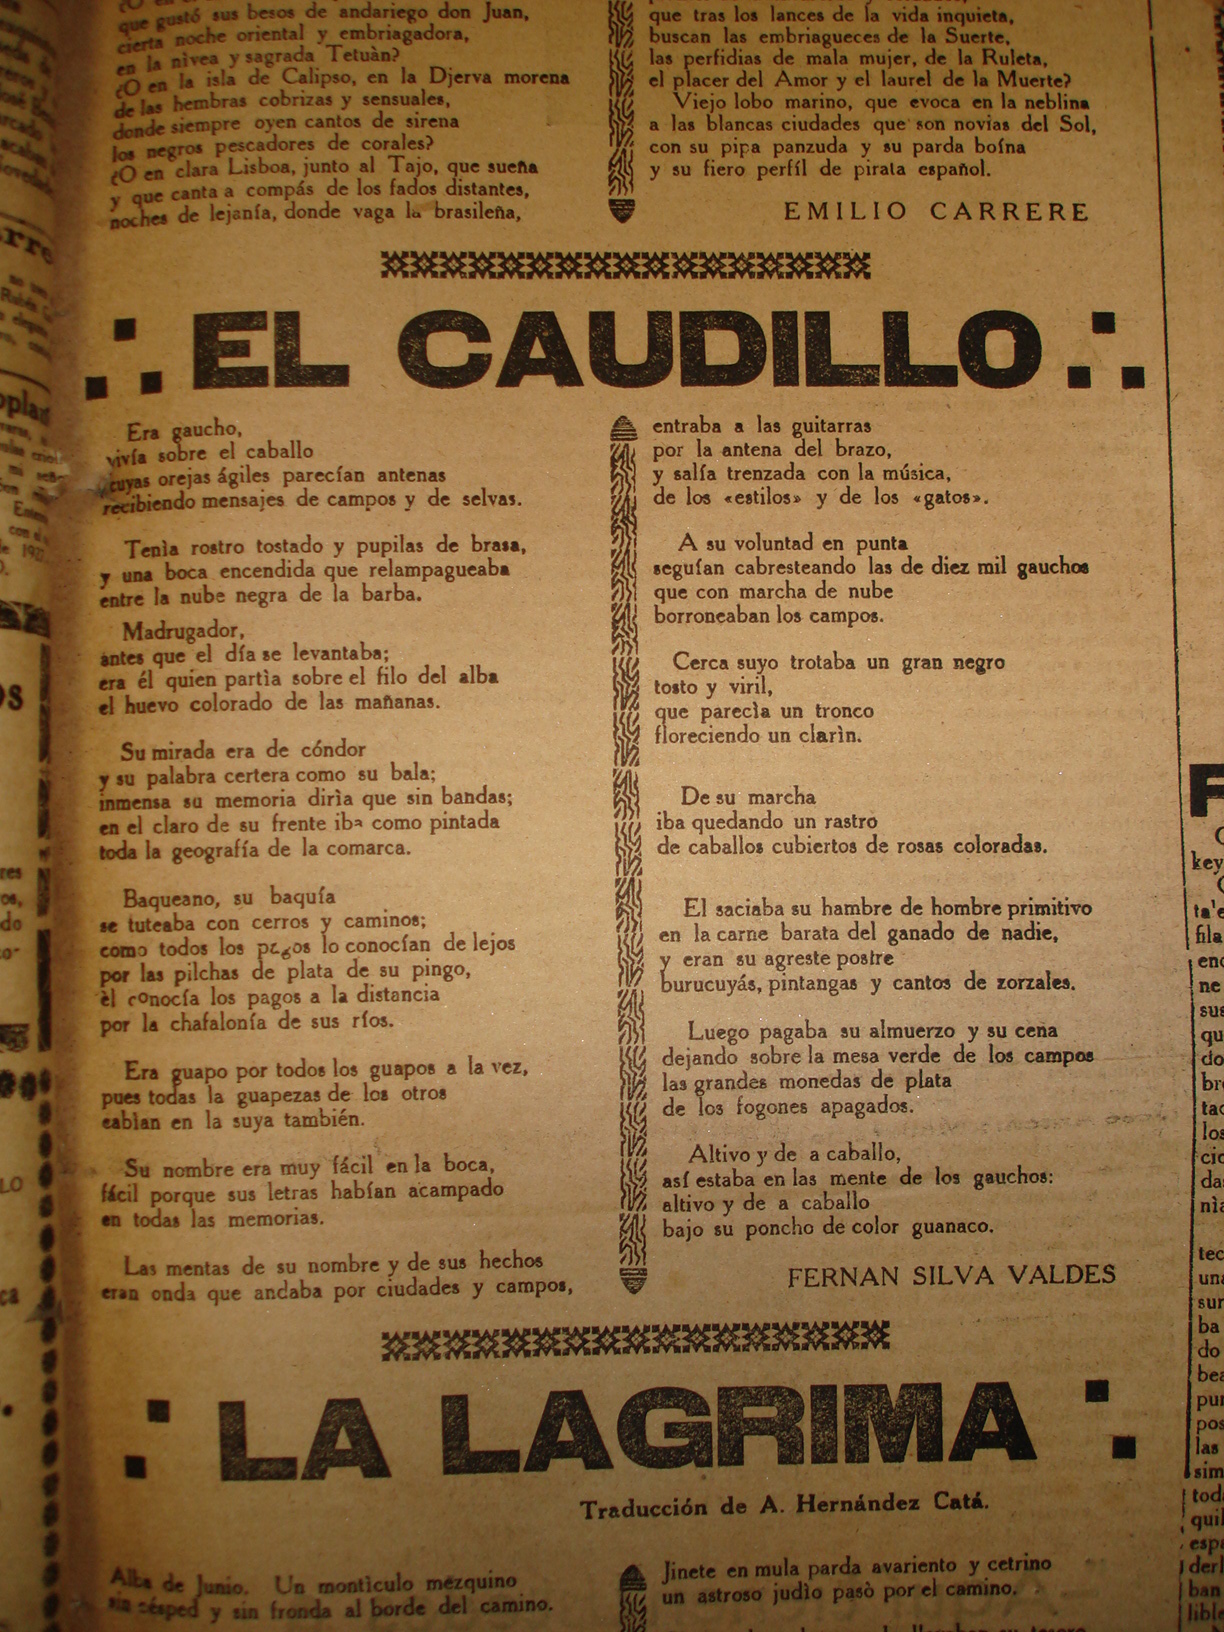 que gustó sus besos de andariego don Juan,
cierta noche oriental y embriagadora,
en la nivea y sagrada Tetuàn?
¿O en la isla de Calipso, en la Djerva morena
de las hembras cobrizas y sensuales,
donde siempre oyen cantos de sirena
los negros pescadores de corales?
¿O en clara Lisboa, junto al Tajo, que sueña
y que canta a compás de los fados distantes,
noches de lejanía, donde vaga la brasileña,
que tras los lances de la vida inquieta,
buscan las embriagueces de la Suerte,
las perfidias de mala mujer, de la Ruleta,
el placer del Amor y el laurel de la Muerte?
Viejo lobo marino, que evoca en la neblina
a las blancas ciudades que son novias del Sol,
con su pipa panzuda y su parda boína
y su fiero perfil de pirata español.
EMILIO CARRERE
EL CAUDILLO
Era gaucho,
vivía sobre el caballo
cuyas orejas ágiles parecían antenas
recibiendo mensajes de campos y de selvas.
Tenìa rostro tostado y pupilas de brasa,
y una boca encendida que relampagueaba
entre la nube negra de la barba.
Madrugador,
antes que el día se levantaba;
era él quien partìa sobre el filo del alba
el huevo colorado de las mañanas.
Su mirada era de cóndor
y su palabra certera como su bala;
inmensa su memoria dirìa que sin bandas;
en el claro de su frente iba como pintada
toda la geografía de la comarca.
Baqueano, su baquía
se tuteaba con cerros y caminos;
como todos los pagos lo conocían de lejos
por las pilchas de plata de su pingo,
èl conocía los pagos a la distancia
por la chafalonía de sus ríos.
Era guapo por todos los guapos a la vez,
pues todas la guapezas de los otros
cabìan en la suya también.
Su nombre era muy fácil en la boca,
fácil porque sus letras habían acampado
en todas las memorias.
Las mentas de su nombre y de sus hechos
eran onda que andaba por ciudades y campos,
entraba a las guitarras
por la antena del brazo,
y salía trenzada con la música,
de los «estilos» y de los «gatos».
A su voluntad en punta
seguían cabresteando las de diez mil gauchos
que con marcha de nube
borroneaban los campos.
Cerca suyo trotaba un gran negro
tosto y viril,
que parecìa un tronco
floreciendo un clarìn.
De su marcha
iba quedando un rastro
de caballos cubiertos de rosas coloradas.
El saciaba su hambre de hombre primitivo
en la carne barata del ganado de nadie,
y eran su agreste postre
burucuyás, pintangas y cantos de zorzales.
Luego pagaba su almuerzo y su cena
dejando sobre la mesa verde de los campos
las grandes monedas de plata
de los fogones apagados.
Altivo y de a caballo,
así estaba en las mente de los gauchos:
altivo y de a caballo
bajo su poncho de color guanaco.
FERNAN SILVA VALDES
LA LAGRIMA
Traducción de A. Hernández Catá.
Alba de Junio. Un montìculo mezquino
sin césped y sin fronda al borde del camino.
Jinete en mula parda avariento y cetrino
un astroso judìo pasò por el camino.